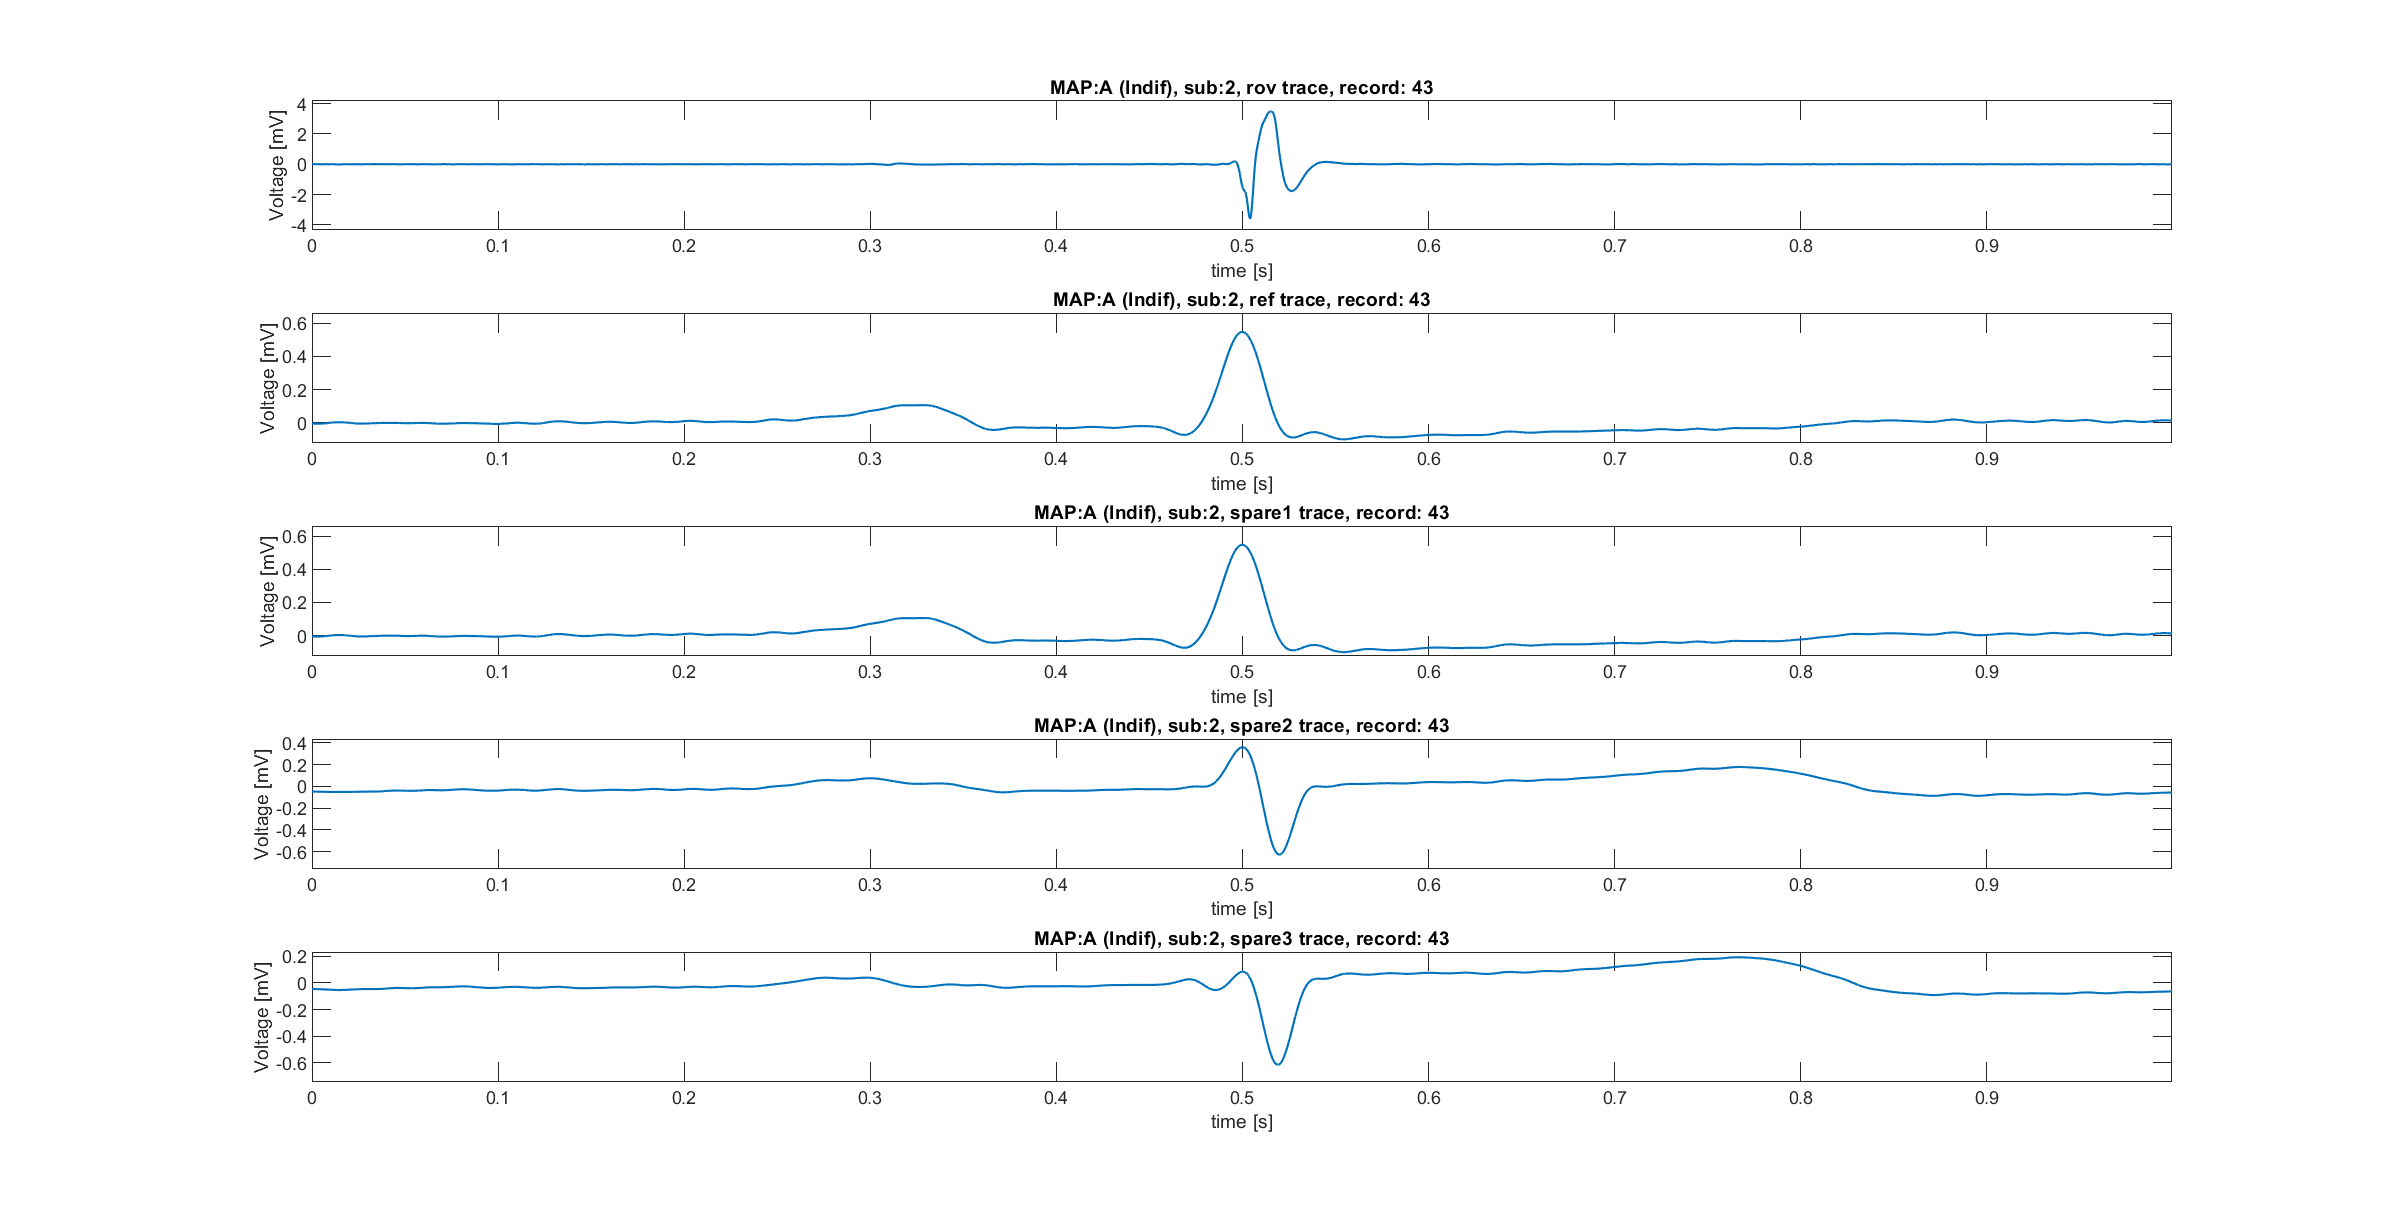 MAP:A (Indif), sub:2, rov trace, record: 43
Voltage [mV]
4
2
0
-2
-4
0 0.1 0.2 0.3 0.4 0.5 0.6 0.7 0.8 0.9
time [s]
MAP:A (Indif), sub:2, ref trace, record: 43
Voltage [mV]
0.6
0.4
0.2
0
0 0.1 0.2 0.3 0.4 0.5 0.6 0.7 0.8 0.9
time [s]
MAP:A (Indif), sub:2, spare1 trace, record: 43
Voltage [mV]
0.6
0.4
0.2
0
0 0.1 0.2 0.3 0.4 0.5 0.6 0.7 0.8 0.9
time [s]
MAP:A (Indif), sub:2, spare2 trace, record: 43
Voltage [mV]
0.4
0.2
0
-0.2
-0.4
-0.6
0 0.1 0.2 0.3 0.4 0.5 0.6 0.7 0.8 0.9
time [s]
MAP:A (Indif), sub:2, spare3 trace, record: 43
Voltage [mV]
0.2
0
-0.2
-0.4
-0.6
0 0.1 0.2 0.3 0.4 0.5 0.6 0.7 0.8 0.9
time [s]